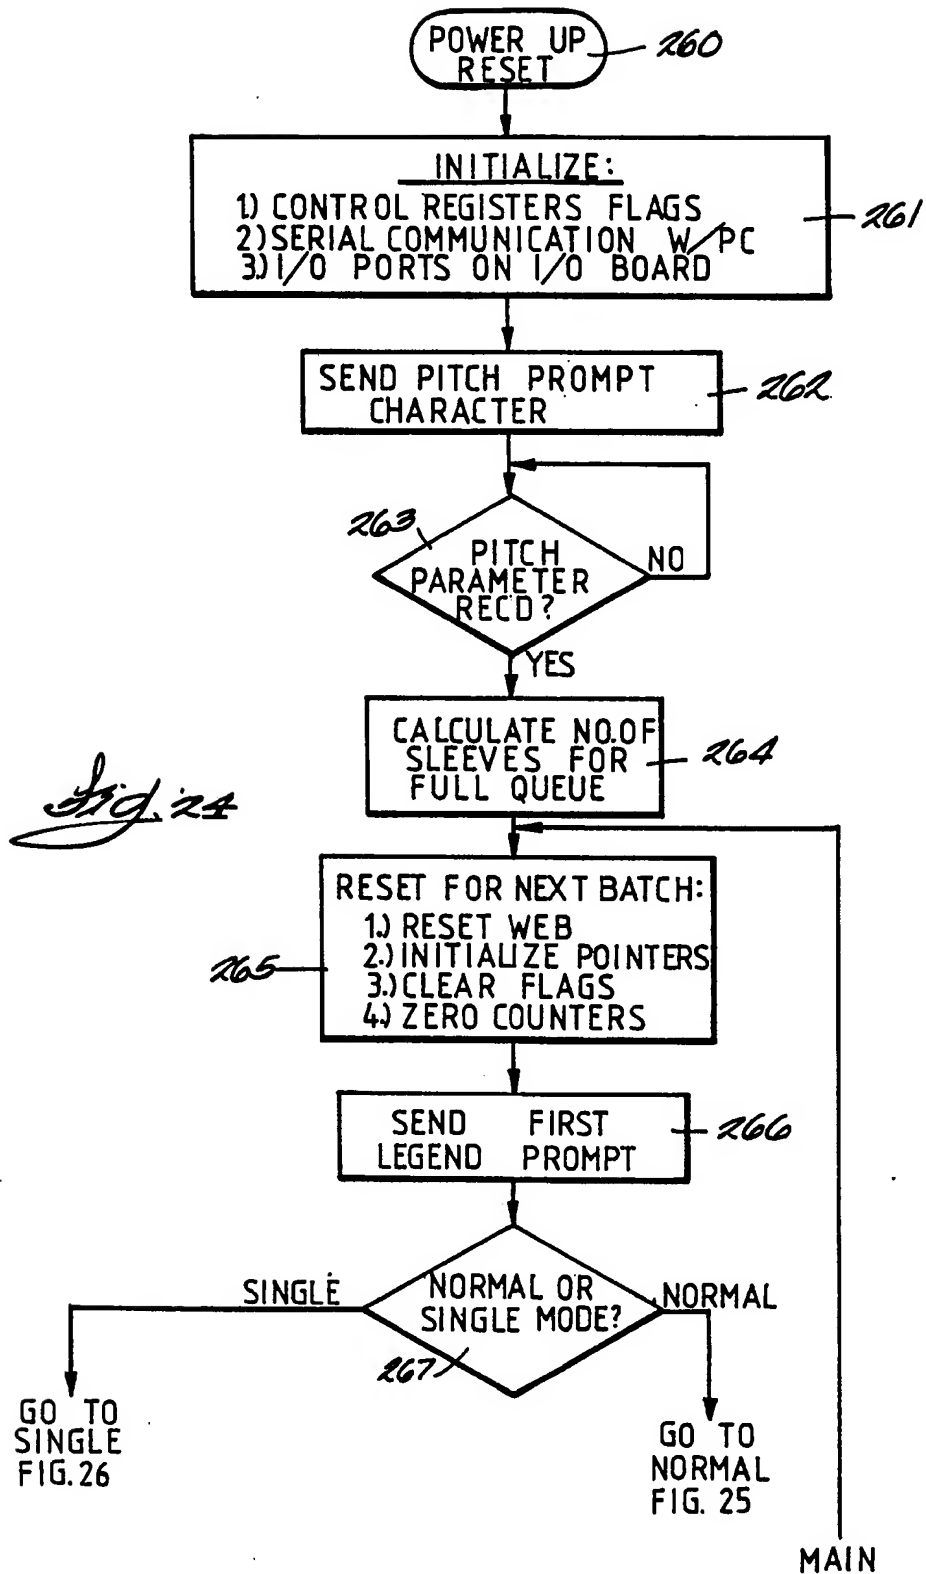 POWER UP
RESET
260
INITIALIZE:
1.) CONTROL REGISTERS FLAGS
2.) SERIAL COMMUNICATION W/PC
3.) I/O PORTS ON I/O BOARD
261
SEND PITCH PROMPT
CHARACTER
262
263
PITCH
PARAMETER
REC'D?
NO
YES
CALCULATE NO. OF
SLEEVES FOR
FULL QUEUE
264
Fig. 24
RESET FOR NEXT BATCH:
1.) RESET WEB
2.) INITIALIZE POINTERS
3.) CLEAR FLAGS
4.) ZERO COUNTERS
265
SEND FIRST
LEGEND PROMPT
266
SINGLE
NORMAL OR
SINGLE MODE?
NORMAL
267
GO TO
SINGLE
FIG. 26
GO TO
NORMAL
FIG. 25
MAIN